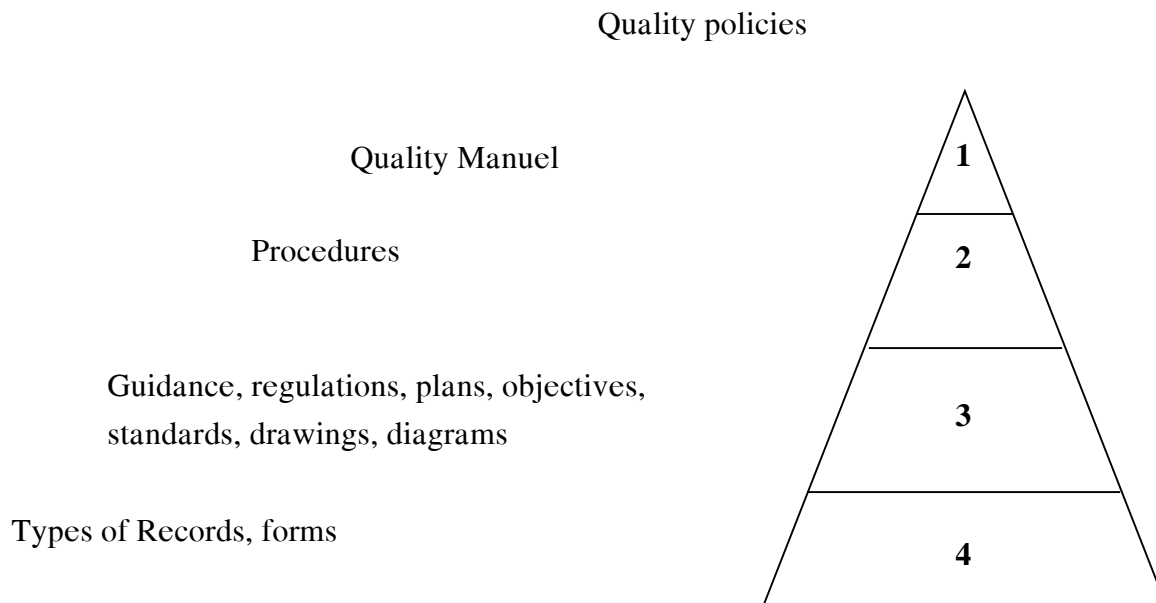 Quality policies
Quality Manuel
1
Procedures
2
Guidance, regulations, plans, objectives,
standards, drawings, diagrams
3
Types of Records, forms
4